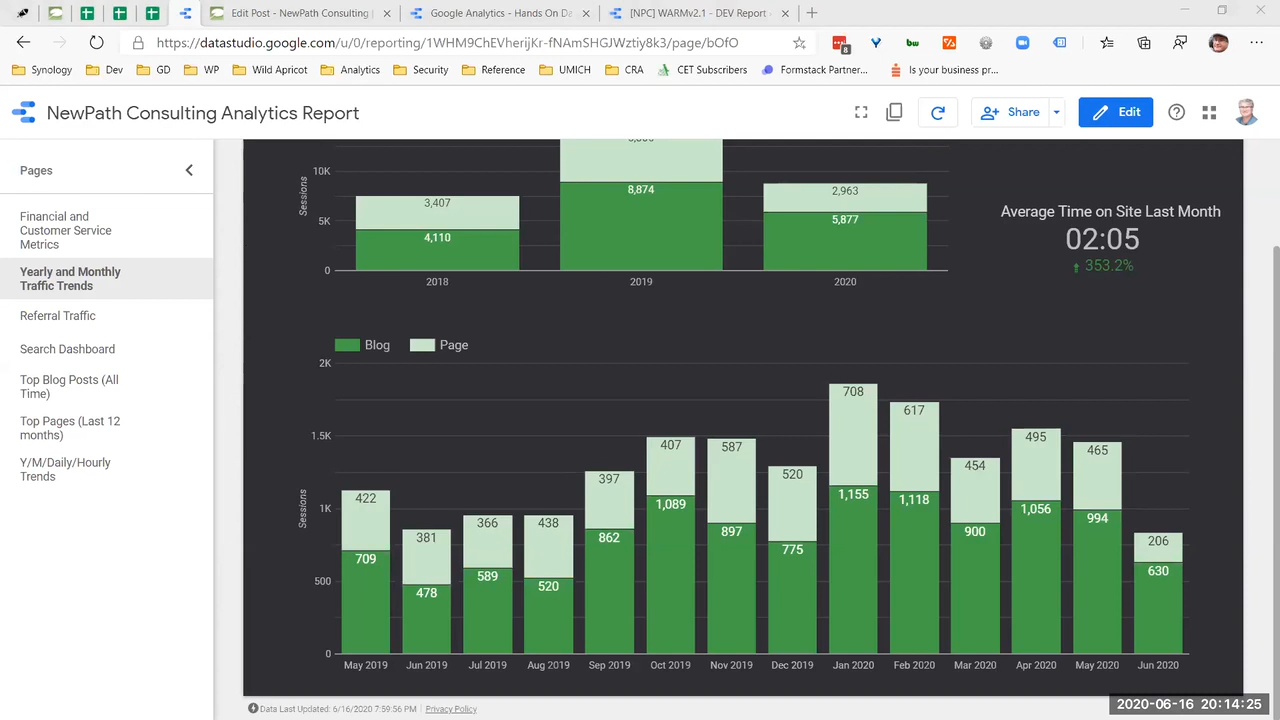 Edit Post - NewPath Consulting
Google Analytics - Hands On Da
[NPC] WARMv2.1 - DEV Report
https://datastudio.google.com/u/0/reporting/1WHM9ChEVherijKr-fNAmSHGJWztiy8k3/page/bOfO
8
bw
Synology Dev GD WP Wild Apricot Analytics Security Reference UMICH CRA CET Subscribers Formstack Partner... Is your business pr...
NewPath Consulting Analytics Report
Share
Edit
Pages
Financial and
Customer Service
Metrics
Yearly and Monthly
Traffic Trends
Referral Traffic
Search Dashboard
Top Blog Posts (All
Time)
Top Pages (Last 12
months)
Y/M/Daily/Hourly
Trends
Sessions
10K
5K
0
3,407
4,110
8,874
2,963
5,877
2018 2019 2020
Average Time on Site Last Month
02:05
353.2%
Blog Page
Sessions
2K
1.5K
1K
500
0
422 381 366 438 397 407 587 520 708 617 454 495 465 206
709 478 589 520 862 1,089 897 775 1,155 1,118 900 1,056 994 630
May 2019 Jun 2019 Jul 2019 Aug 2019 Sep 2019 Oct 2019 Nov 2019 Dec 2019 Jan 2020 Feb 2020 Mar 2020 Apr 2020 May 2020 Jun 2020
Data Last Updated: 6/16/2020 7:59:56 PM Privacy Policy
2020-06-16 20:14:25